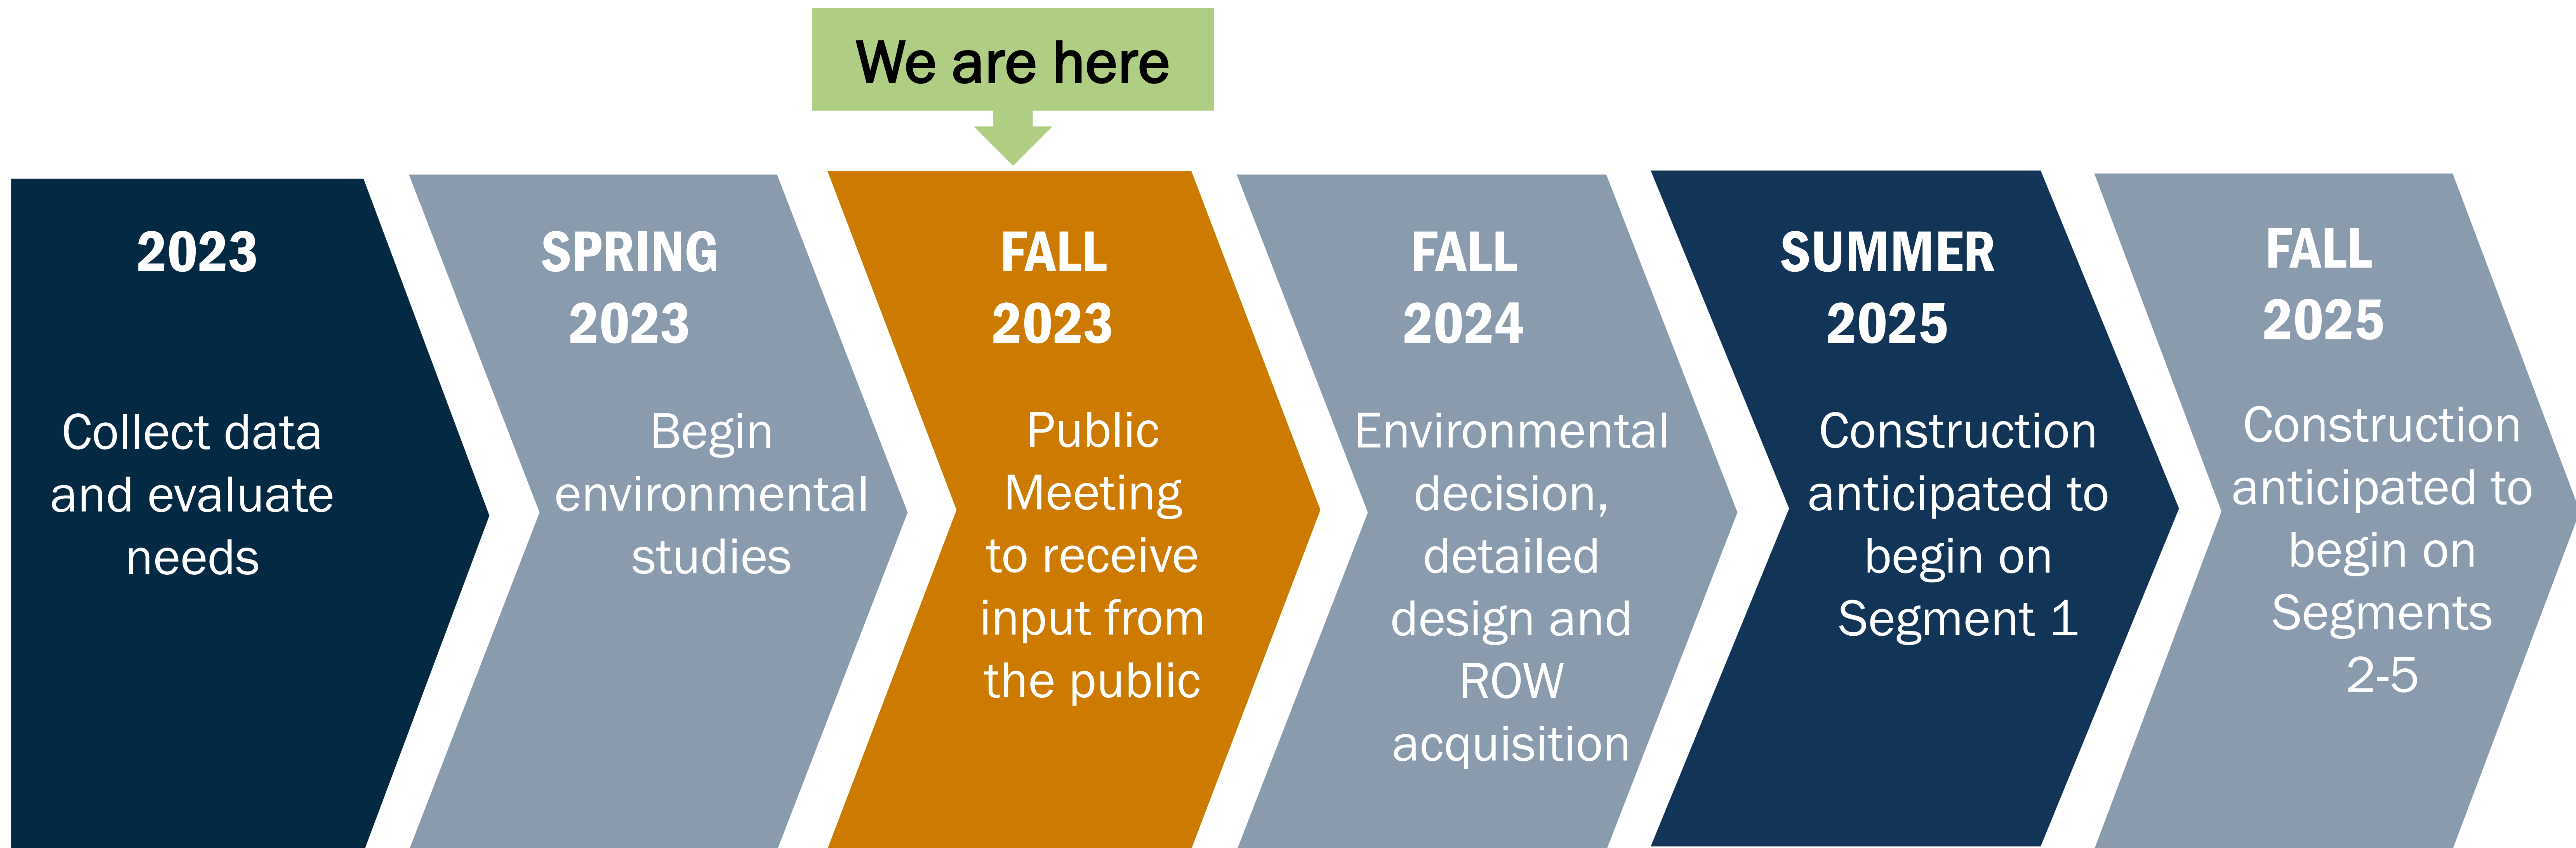 We are here
2023
Collect data
and evaluate
needs
SPRING
2023
Begin
environmental
studies
FALL
2023
Public
Meeting
to receive
input from
the public
FALL
2024
Environmental
decision,
detailed
design and
ROW
acquisition
SUMMER
2025
Construction
anticipated to
begin on
Segment 1
FALL
2025
Construction
anticipated to
begin on
Segments
2-5